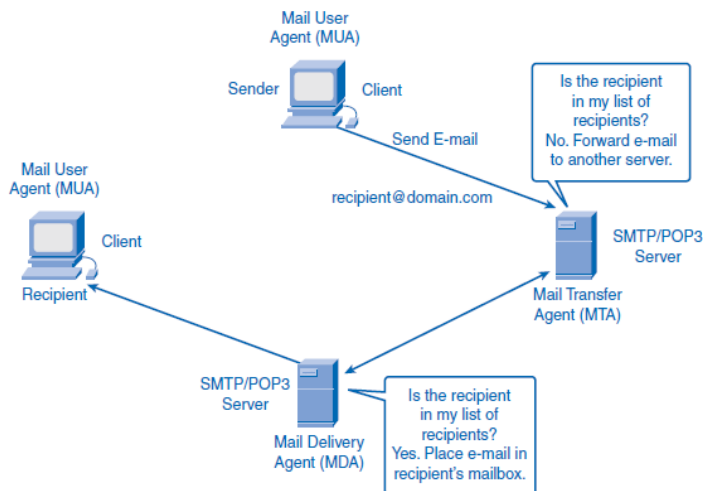 Mail User
Agent (MUA)
Sender
Client
Is the recipient
in my list of
recipients?
No. Forward e-mail
to another server.
Send E-mail
recipient@domain.com
Mail User
Agent (MUA)
Client
Recipient
SMTP/POP3
Server
Mail Transfer
Agent (MTA)
SMTP/POP3
Server
Mail Delivery
Agent (MDA)
Is the recipient
in my list of
recipients?
Yes. Place e-mail in
recipient's mailbox.